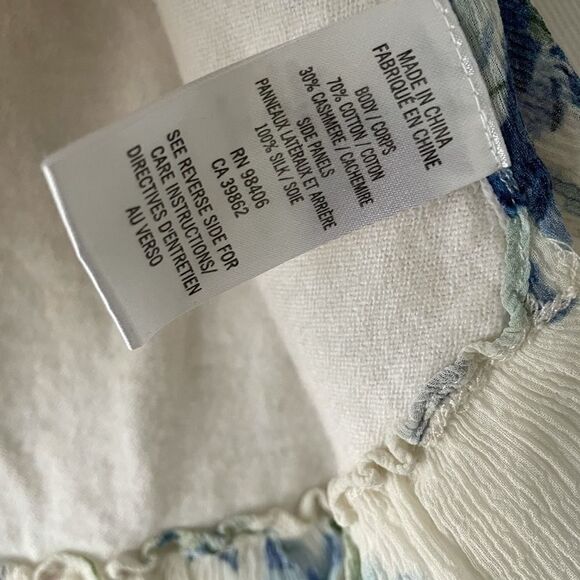 MADE IN CHINA
FABRIQUÉ EN CHINE
BODY / CORPS
70% COTTON / COTON
30% CASHMERE / CACHEMIRE
SIDE PANELS
PANNEAUX LATÉRAUX ET ARRIÈRE
100% SILK / SOIE
RN 98406
CA 39862
SEE REVERSE SIDE FOR
CARE INSTRUCTIONS/
DIRECTIVES D'ENTRETIEN
AU VERSO